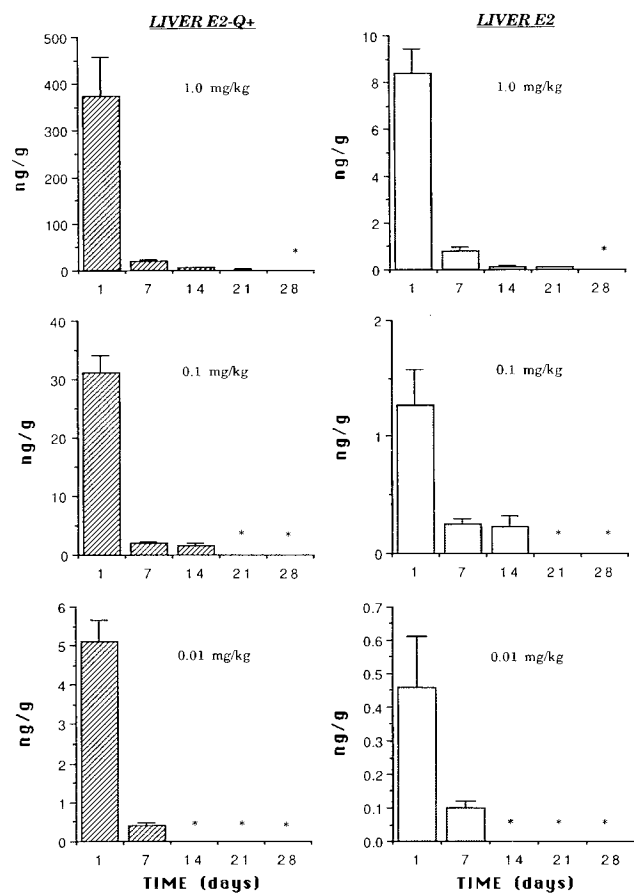 LIVER E2-Q+
500
400
300
200
100
0
ng/g
1.0 mg/kg
*
1 7 14 21 28
LIVER E2
10
8
6
4
2
0
ng/g
1.0 mg/kg
*
1 7 14 21 28
40
30
20
10
0
ng/g
0.1 mg/kg
* *
1 7 14 21 28
2
1
0
ng/g
0.1 mg/kg
* *
1 7 14 21 28
6
5
4
3
2
1
0
ng/g
0.01 mg/kg
* * *
1 7 14 21 28
TIME (days)
0.7
0.6
0.5
0.4
0.3
0.2
0.1
0.0
ng/g
0.01 mg/kg
* * *
1 7 14 21 28
TIME (days)